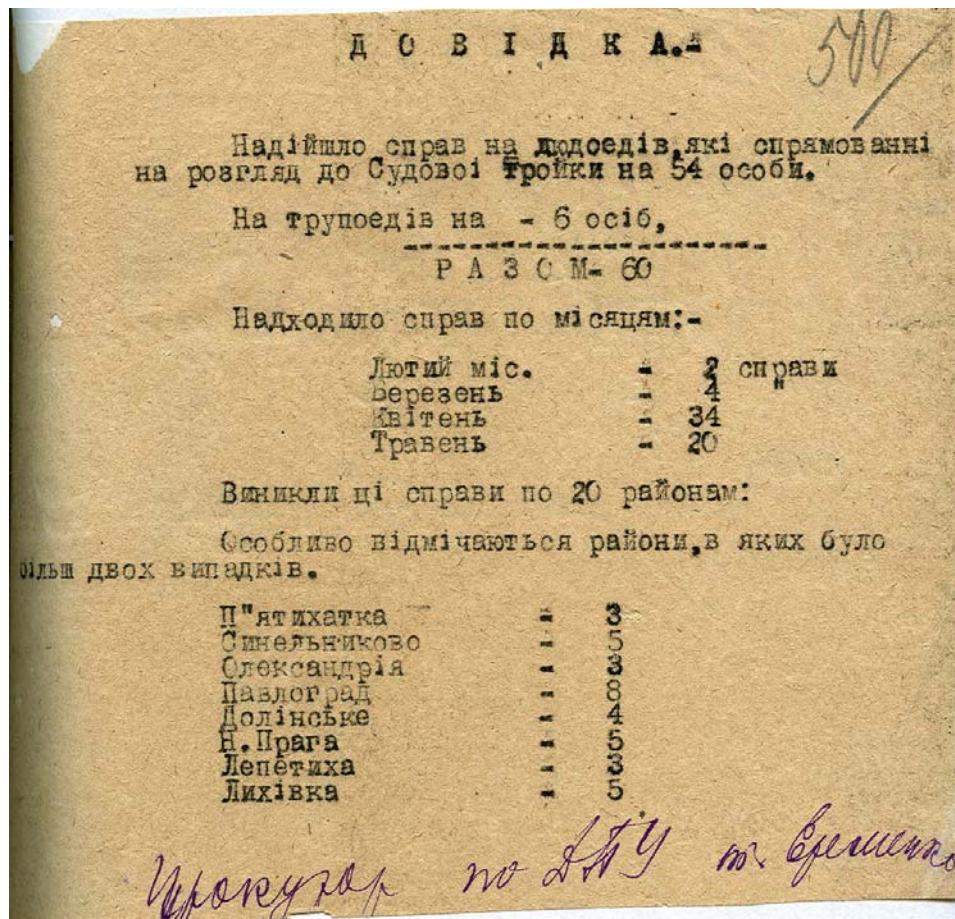 Д О В І Д К А.-
500
Надійшло справ на людоедів,які спрямованні
на розгляд до Судової тройки на 54 особи.
На трупоедів на - 6 осіб,
Р А З О М- 60
Надходило справ по місяцям:-
Лютий міс. - 2 справи
Березень - 4 "
Квітень - 34
Травень - 20
Виникли ці справи по 20 районам:
Особливо відмічаються райони,в яких було
більш двох випадків.
П"ятихатка - 3
Синельниково - 5
Олександрія - 3
Павлоград - 8
Долінське - 4
Н.Прага - 5
Лепетиха - 3
Лихівка - 5
Прокурор по ДПУ